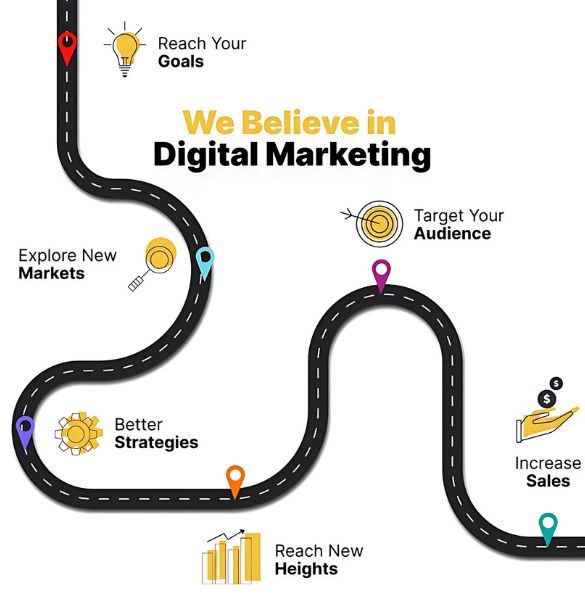 Reach Your
Goals
We Believe in
Digital Marketing
Target Your
Audience
Explore New
Markets
Better
Strategies
$
$
Increase
Sales
Reach New
Heights